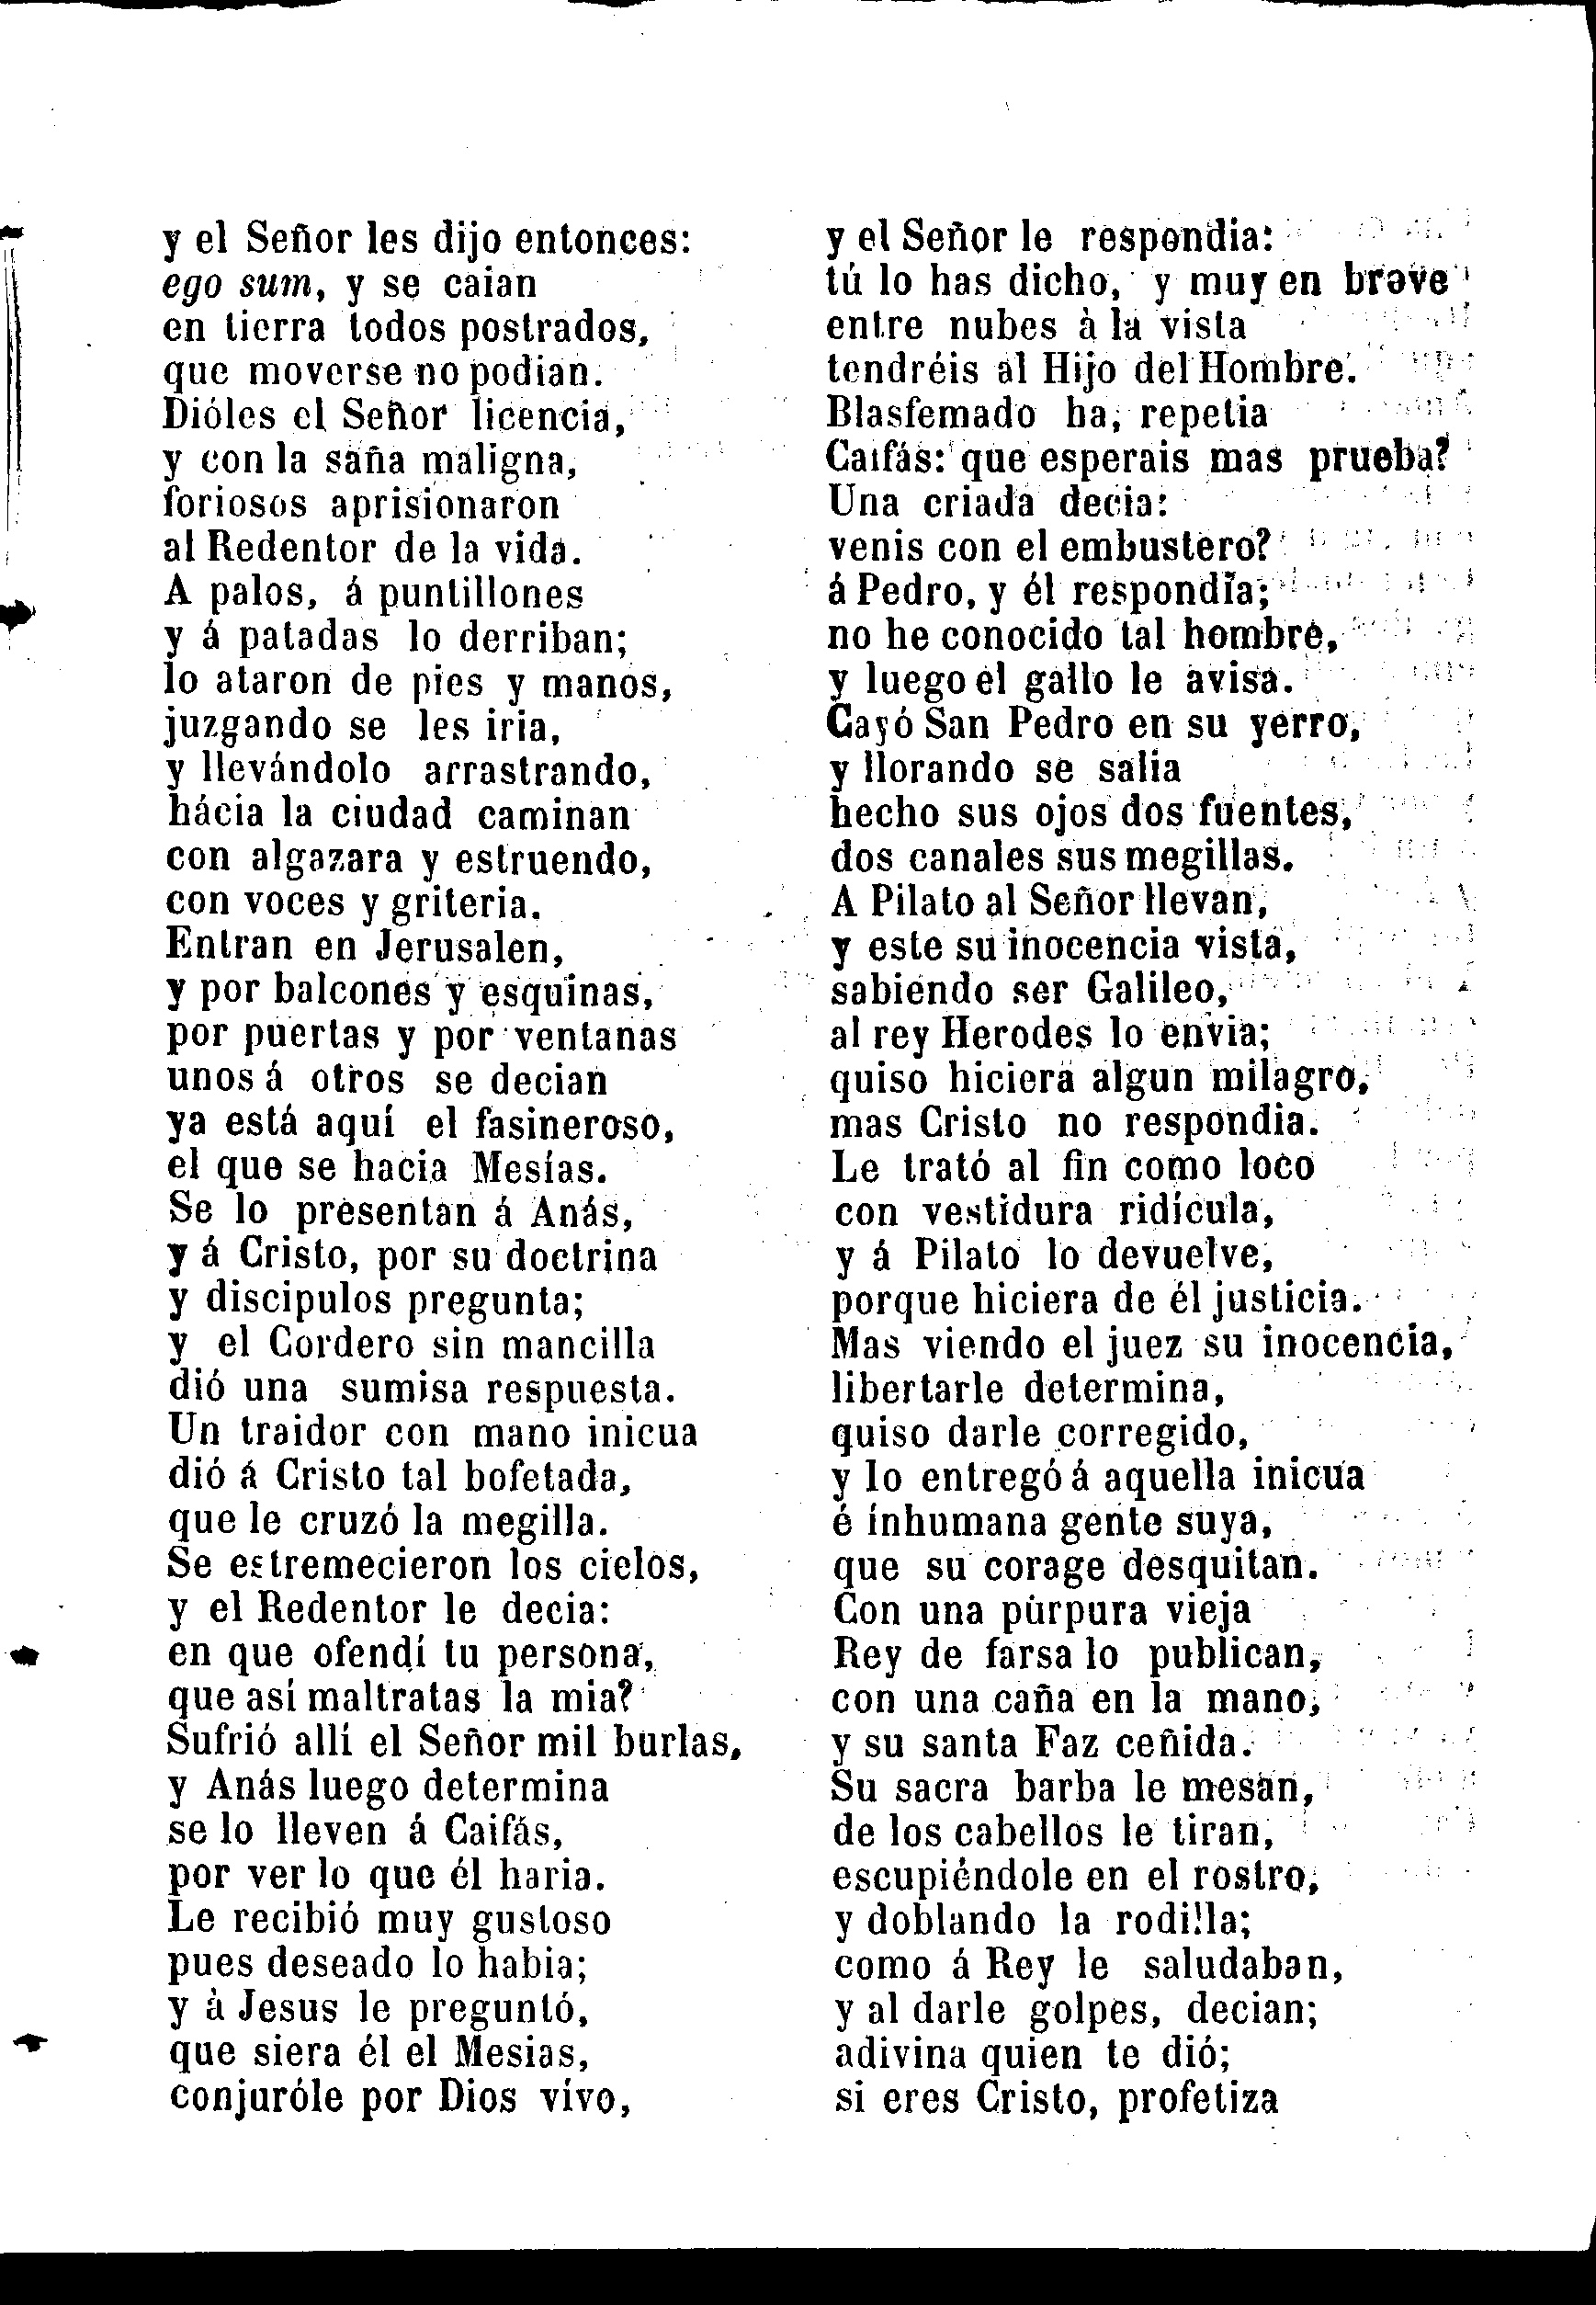 y el Señor les dijo entonces:
ego sum, y se caian
en tierra todos postrados,
que moverse no podian.
Dióles el Señor licencia,
y con la saña maligna,
foriosos aprisionaron
al Redentor de la vida.
A palos, á puntillones
y á patadas lo derriban;
lo ataron de pies y manos,
juzgando se les iria,
y llevándolo arrastrando,
hácia la ciudad caminan
con algazara y estruendo,
con voces y griteria.
Entran en Jerusalen,
y por balcones y esquinas,
por puertas y por ventanas
unos á otros se decian
ya está aquí el fasineroso,
el que se hacia Mesías.
Se lo presentan á Anás,
y á Cristo, por su doctrina
y discipulos pregunta;
y el Cordero sin mancilla
dió una sumisa respuesta.
Un traidor con mano inicua
dió á Cristo tal bofetada,
que le cruzó la megilla.
Se estremecieron los cielos,
y el Redentor le decia:
en que ofendí tu persona,
que así maltratas la mia?
Sufrió allí el Señor mil burlas,
y Anás luego determina
se lo lleven á Caifás,
por ver lo que él haria.
Le recibió muy gustoso
pues deseado lo habia;
y à Jesus le preguntó,
que siera él el Mesias,
conjuróle por Dios vívo,
y el Señor le respondia:
tú lo has dicho, y muy en breve
entre nubes à la vista
tendréis al Hijo del Hombre.
Blasfemado ha, repetia
Caifás: que esperais mas prueba?
Una criada decia:
venis con el embustero?
á Pedro, y él respondía;
no he conocido tal hombre,
y luego el gallo le avisa.
Cayó San Pedro en su yerro,
y llorando se salia
hecho sus ojos dos fuentes,
dos canales sus megillas.
A Pilato al Señor llevan,
y este su inocencia vista,
sabiendo ser Galileo,
al rey Herodes lo envia;
quiso hiciera algun milagro,
mas Cristo no respondia.
Le trató al fin como loco
con vestidura ridícula,
y á Pilato lo devuelve,
porque hiciera de él justicia.
Mas viendo el juez su inocencia,
libertarle determina,
quiso darle corregido,
y lo entregó á aquella inicua
é ínhumana gente suya,
que su corage desquitan.
Con una pùrpura vieja
Rey de farsa lo publican,
con una caña en la mano,
y su santa Faz ceñida.
Su sacra barba le mesan,
de los cabellos le tiran,
escupiéndole en el rostro,
y doblando la rodilla;
como á Rey le saludaban,
y al darle golpes, decian;
adivina quien te dió;
si eres Cristo, profetiza